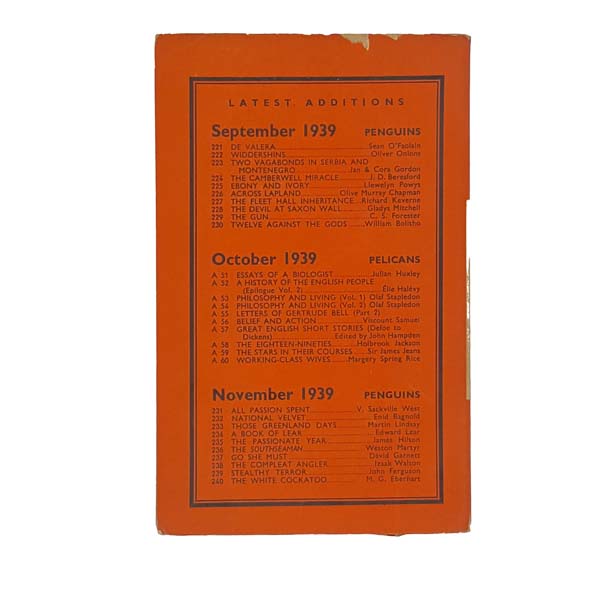 LATEST ADDITIONS
September 1939 PENGUINS
221 DE VALERA Sean O'Faolain
222 WIDDERSHINS Oliver Onions
223 TWO VAGABONDS IN SERBIA AND
MONTENEGRO Jan & Cora Gordon
224 THE CAMBERWELL MIRACLE J. D. Beresford
225 EBONY AND IVORY Llewelyn Powys
226 ACROSS LAPLAND Olive Murray Chapman
227 THE FLEET HALL INHERITANCE Richard Keverne
228 THE DEVIL AT SAXON WALL Gladys Mitchell
229 THE GUN C. S. Forester
230 TWELVE AGAINST THE GODS William Bolitho
October 1939 PELICANS
A 51 ESSAYS OF A BIOLOGIST Julian Huxley
A 52 A HISTORY OF THE ENGLISH PEOPLE
(Epilogue Vol. 2) Élie Halévy
A 53 PHILOSOPHY AND LIVING (Vol. 1) Olaf Stapledon
A 54 PHILOSOPHY AND LIVING (Vol. 2) Olaf Stapledon
A 55 LETTERS OF GERTRUDE BELL (Part 2)
A 56 BELIEF AND ACTION Viscount Samuel
A 57 GREAT ENGLISH SHORT STORIES (Defoe to
Dickens) Edited by John Hampden
A 58 THE EIGHTEEN-NINETIES Holbrook Jackson
A 59 THE STARS IN THEIR COURSES Sir James Jeans
A 60 WORKING-CLASS WIVES Margery Spring Rice
November 1939 PENGUINS
231 ALL PASSION SPENT V. Sackville West
232 NATIONAL VELVET Enid Bagnold
233 THOSE GREENLAND DAYS Martin Lindsay
234 A BOOK OF LEAR Edward Lear
235 THE PASSIONATE YEAR James Hilton
236 THE SOUTHSEAMAN Weston Martyr
237 GO SHE MUST David Garnett
238 THE COMPLEAT ANGLER Izaak Walton
239 STEALTHY TERROR John Ferguson
240 THE WHITE COCKATOO M. G. Eberhart